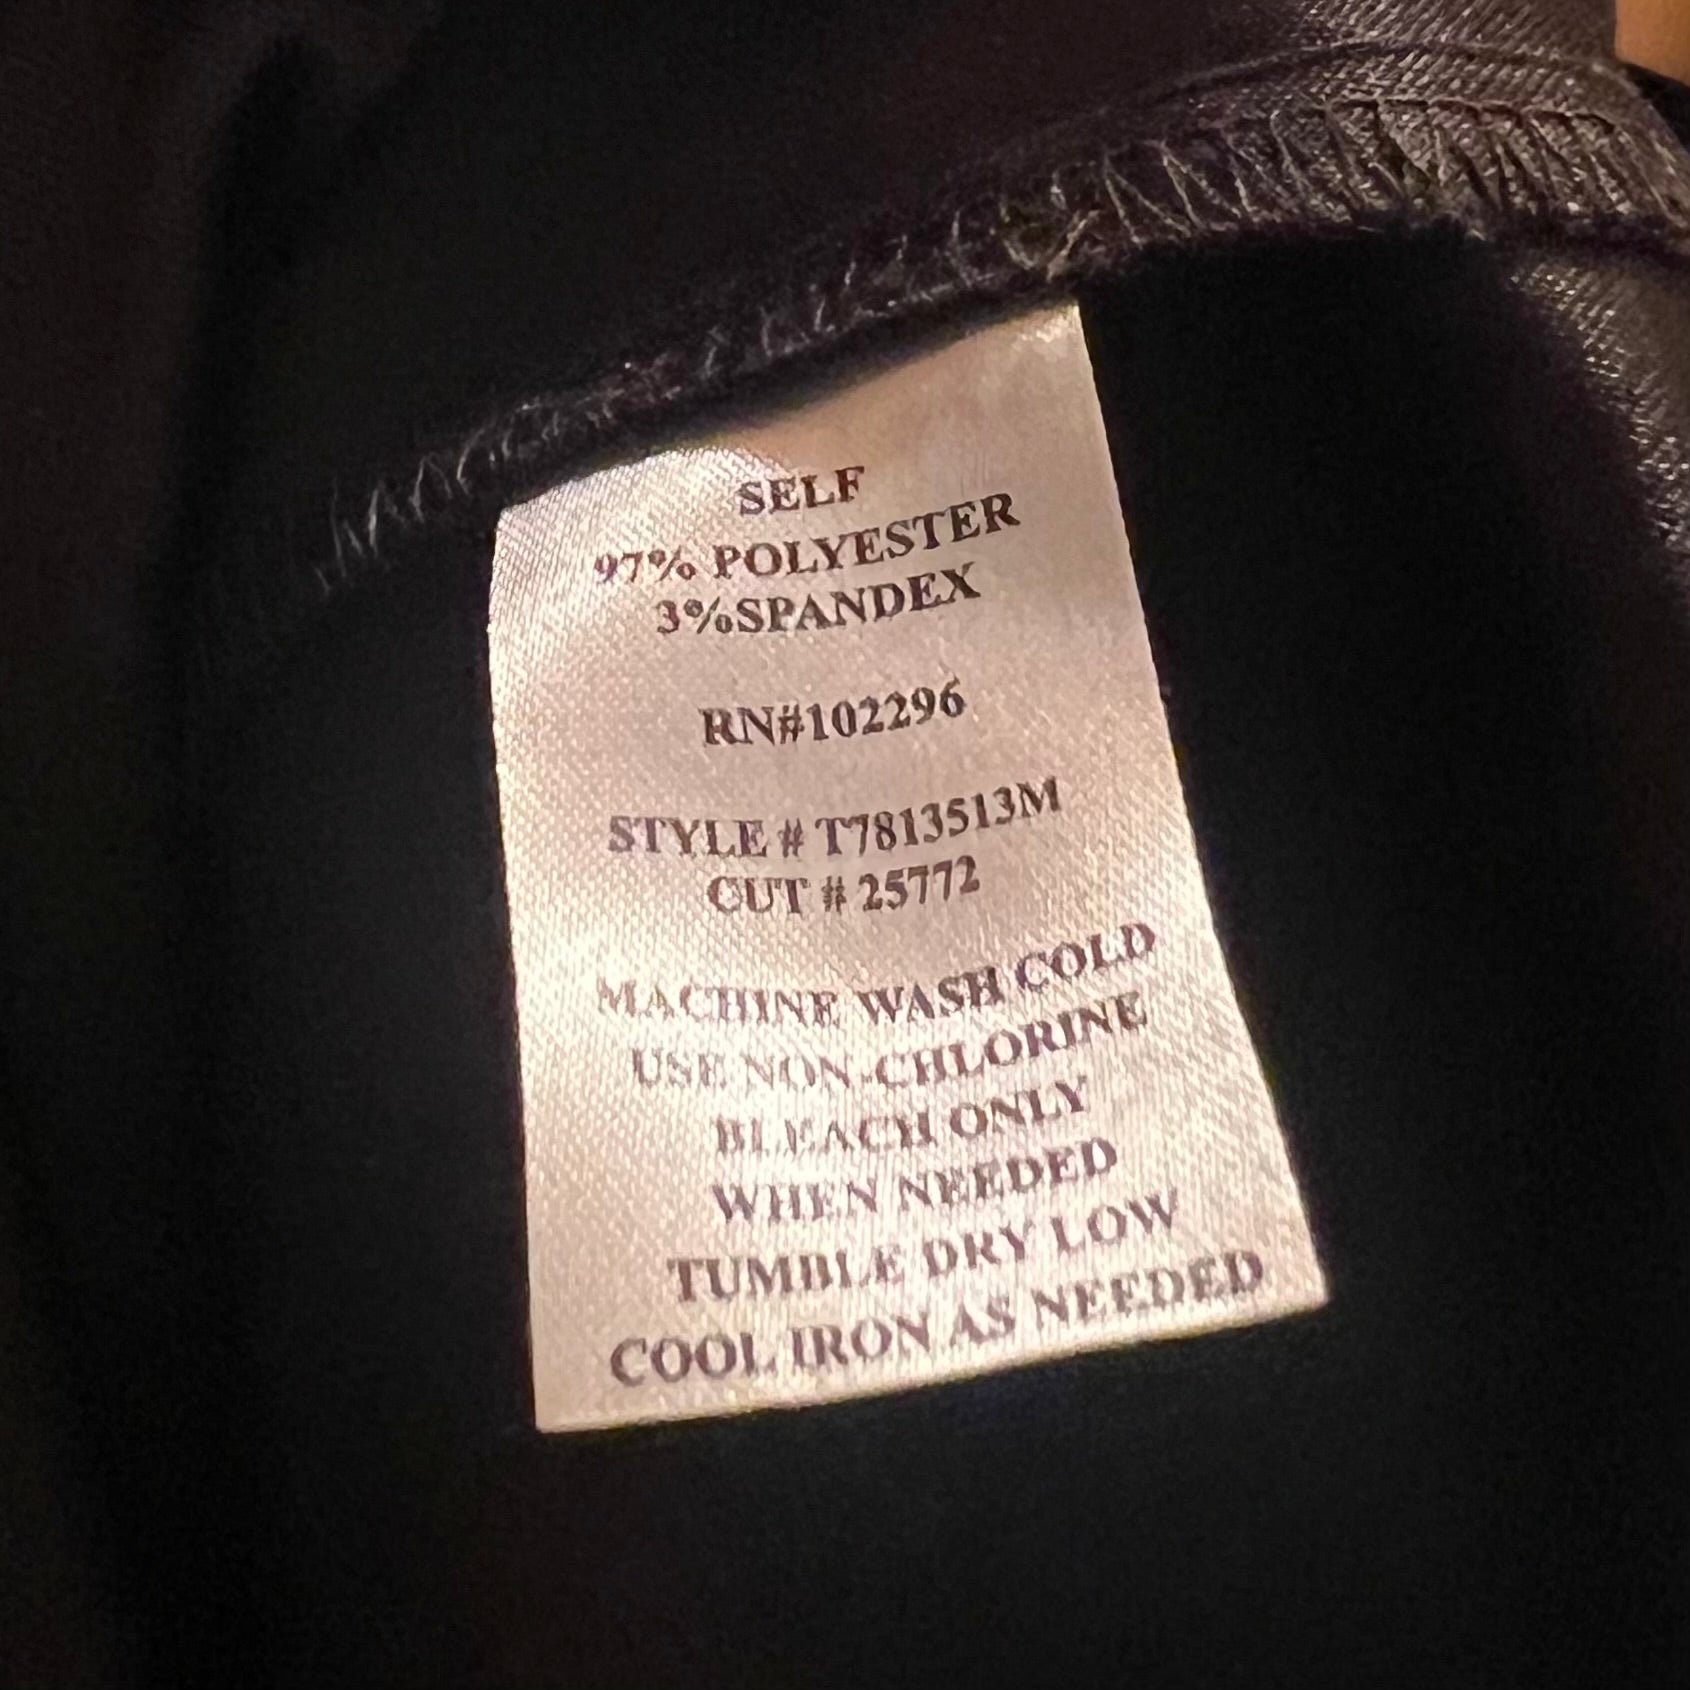 SELF
97% POLYESTER
3%SPANDEX
RN#102296
STYLE # T7813513M
CUT # 25772
MACHINE WASH COLD
USE NON-CHLORINE
BLEACH ONLY
WHEN NEEDED
TUMBLE DRY LOW
COOL IRON AS NEEDED